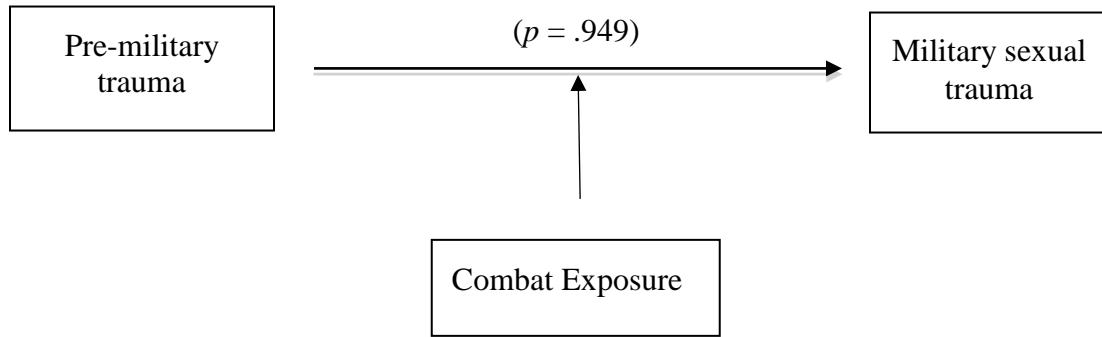 (p = .949)
Pre-military
trauma
Military sexual
trauma
Combat Exposure